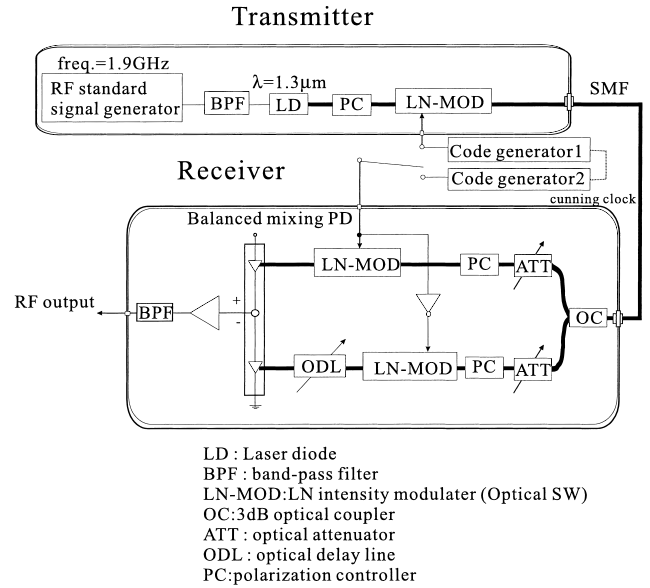 Transmitter
freq.=1.9GHz
RF standard
signal generator
BPF
λ=1.3μm
LD
PC
LN-MOD
SMF
Code generator1
Code generator2
cunning clock
Receiver
Balanced mixing PD
LN-MOD
PC
ATT
RF output
BPF
+
-
OC
ODL
LN-MOD
PC
ATT
LD : Laser diode
BPF : band-pass filter
LN-MOD:LN intensity modulater (Optical SW)
OC:3dB optical coupler
ATT : optical attenuator
ODL : optical delay line
PC:polarization controller